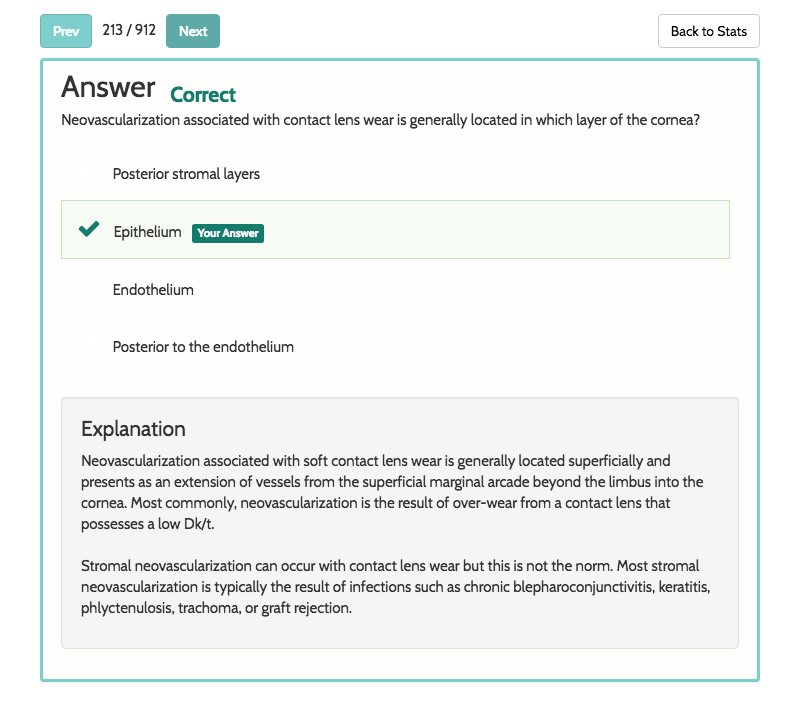 Prev 213 / 912 Next Back to Stats
Answer Correct
Neovascularization associated with contact lens wear is generally located in which layer of the cornea?
Posterior stromal layers
Epithelium Your Answer
Endothelium
Posterior to the endothelium
Explanation
Neovascularization associated with soft contact lens wear is generally located superficially and
presents as an extension of vessels from the superficial marginal arcade beyond the limbus into the
cornea. Most commonly, neovascularization is the result of over-wear from a contact lens that
possesses a low Dk/t.
Stromal neovascularization can occur with contact lens wear but this is not the norm. Most stromal
neovascularization is typically the result of infections such as chronic blepharoconjunctivitis, keratitis,
phlyctenulosis, trachoma, or graft rejection.